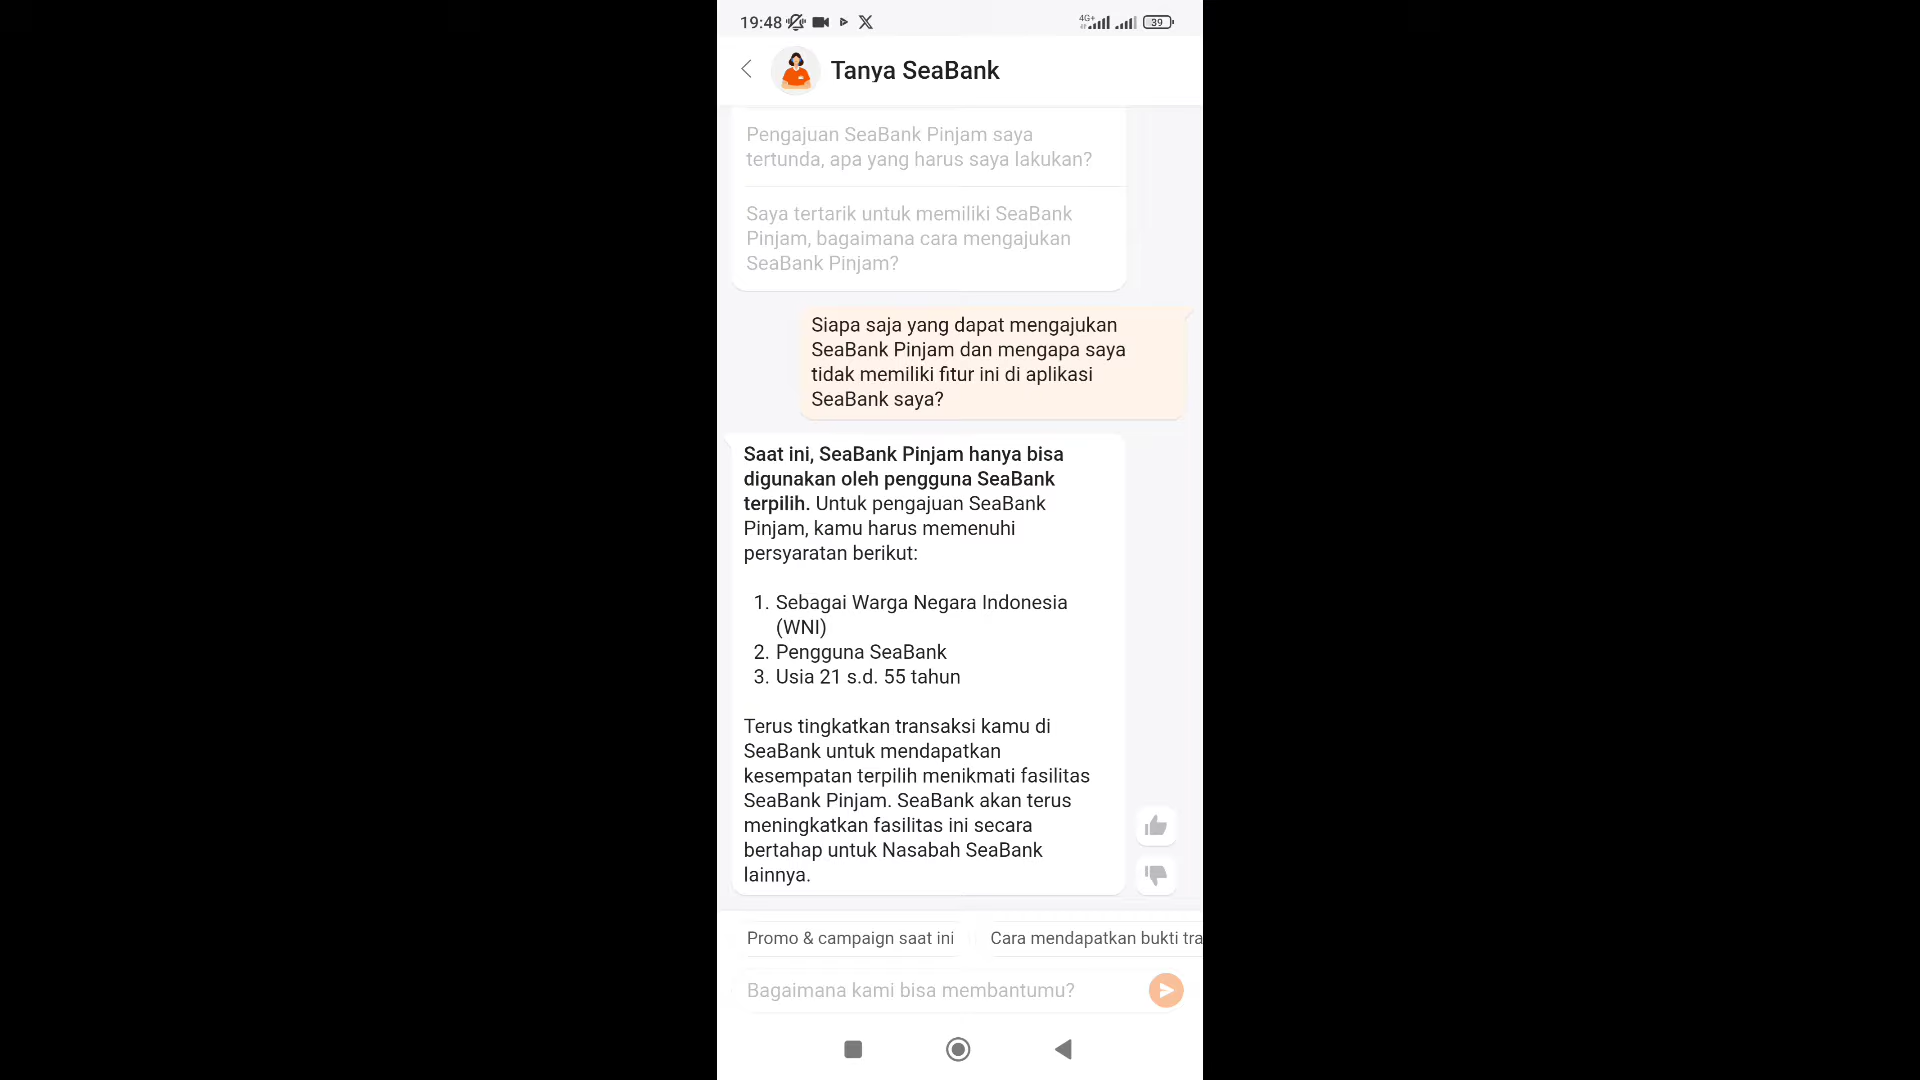 19:48
4G+
39
Tanya SeaBank
Pengajuan SeaBank Pinjam saya
tertunda, apa yang harus saya lakukan?
Saya tertarik untuk memiliki SeaBank
Pinjam, bagaimana cara mengajukan
SeaBank Pinjam?
Siapa saja yang dapat mengajukan
SeaBank Pinjam dan mengapa saya
tidak memiliki fitur ini di aplikasi
SeaBank saya?
Saat ini, SeaBank Pinjam hanya bisa
digunakan oleh pengguna SeaBank
terpilih. Untuk pengajuan SeaBank
Pinjam, kamu harus memenuhi
persyaratan berikut:
1. Sebagai Warga Negara Indonesia
(WNI)
2. Pengguna SeaBank
3. Usia 21 s.d. 55 tahun
Terus tingkatkan transaksi kamu di
SeaBank untuk mendapatkan
kesempatan terpilih menikmati fasilitas
SeaBank Pinjam. SeaBank akan terus
meningkatkan fasilitas ini secara
bertahap untuk Nasabah SeaBank
lainnya.
Promo & campaign saat ini
Cara mendapatkan bukti tra
Bagaimana kami bisa membantumu?